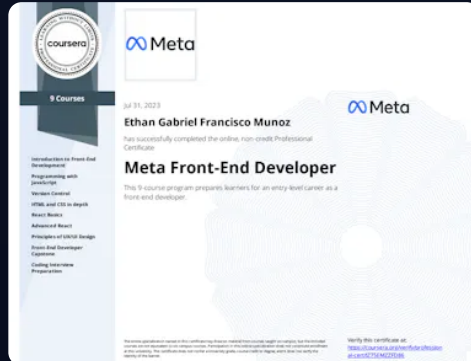 coursera
9 Courses
Introduction to Front-End
Development
Programming with
JavaScript
Version Control
HTML and CSS in depth
React Basics
Advanced React
Principles of UX/UI Design
Front-End Developer
Capstone
Coding Interview
Preparation
Meta
Jul 31, 2023
Ethan Gabriel Francisco Munoz
has successfully completed the online, non-credit Professional
Certificate
Meta Front-End Developer
This 9-course program prepares learners for an entry-level career as a
front-end developer.
Meta
Verify this certificate at: